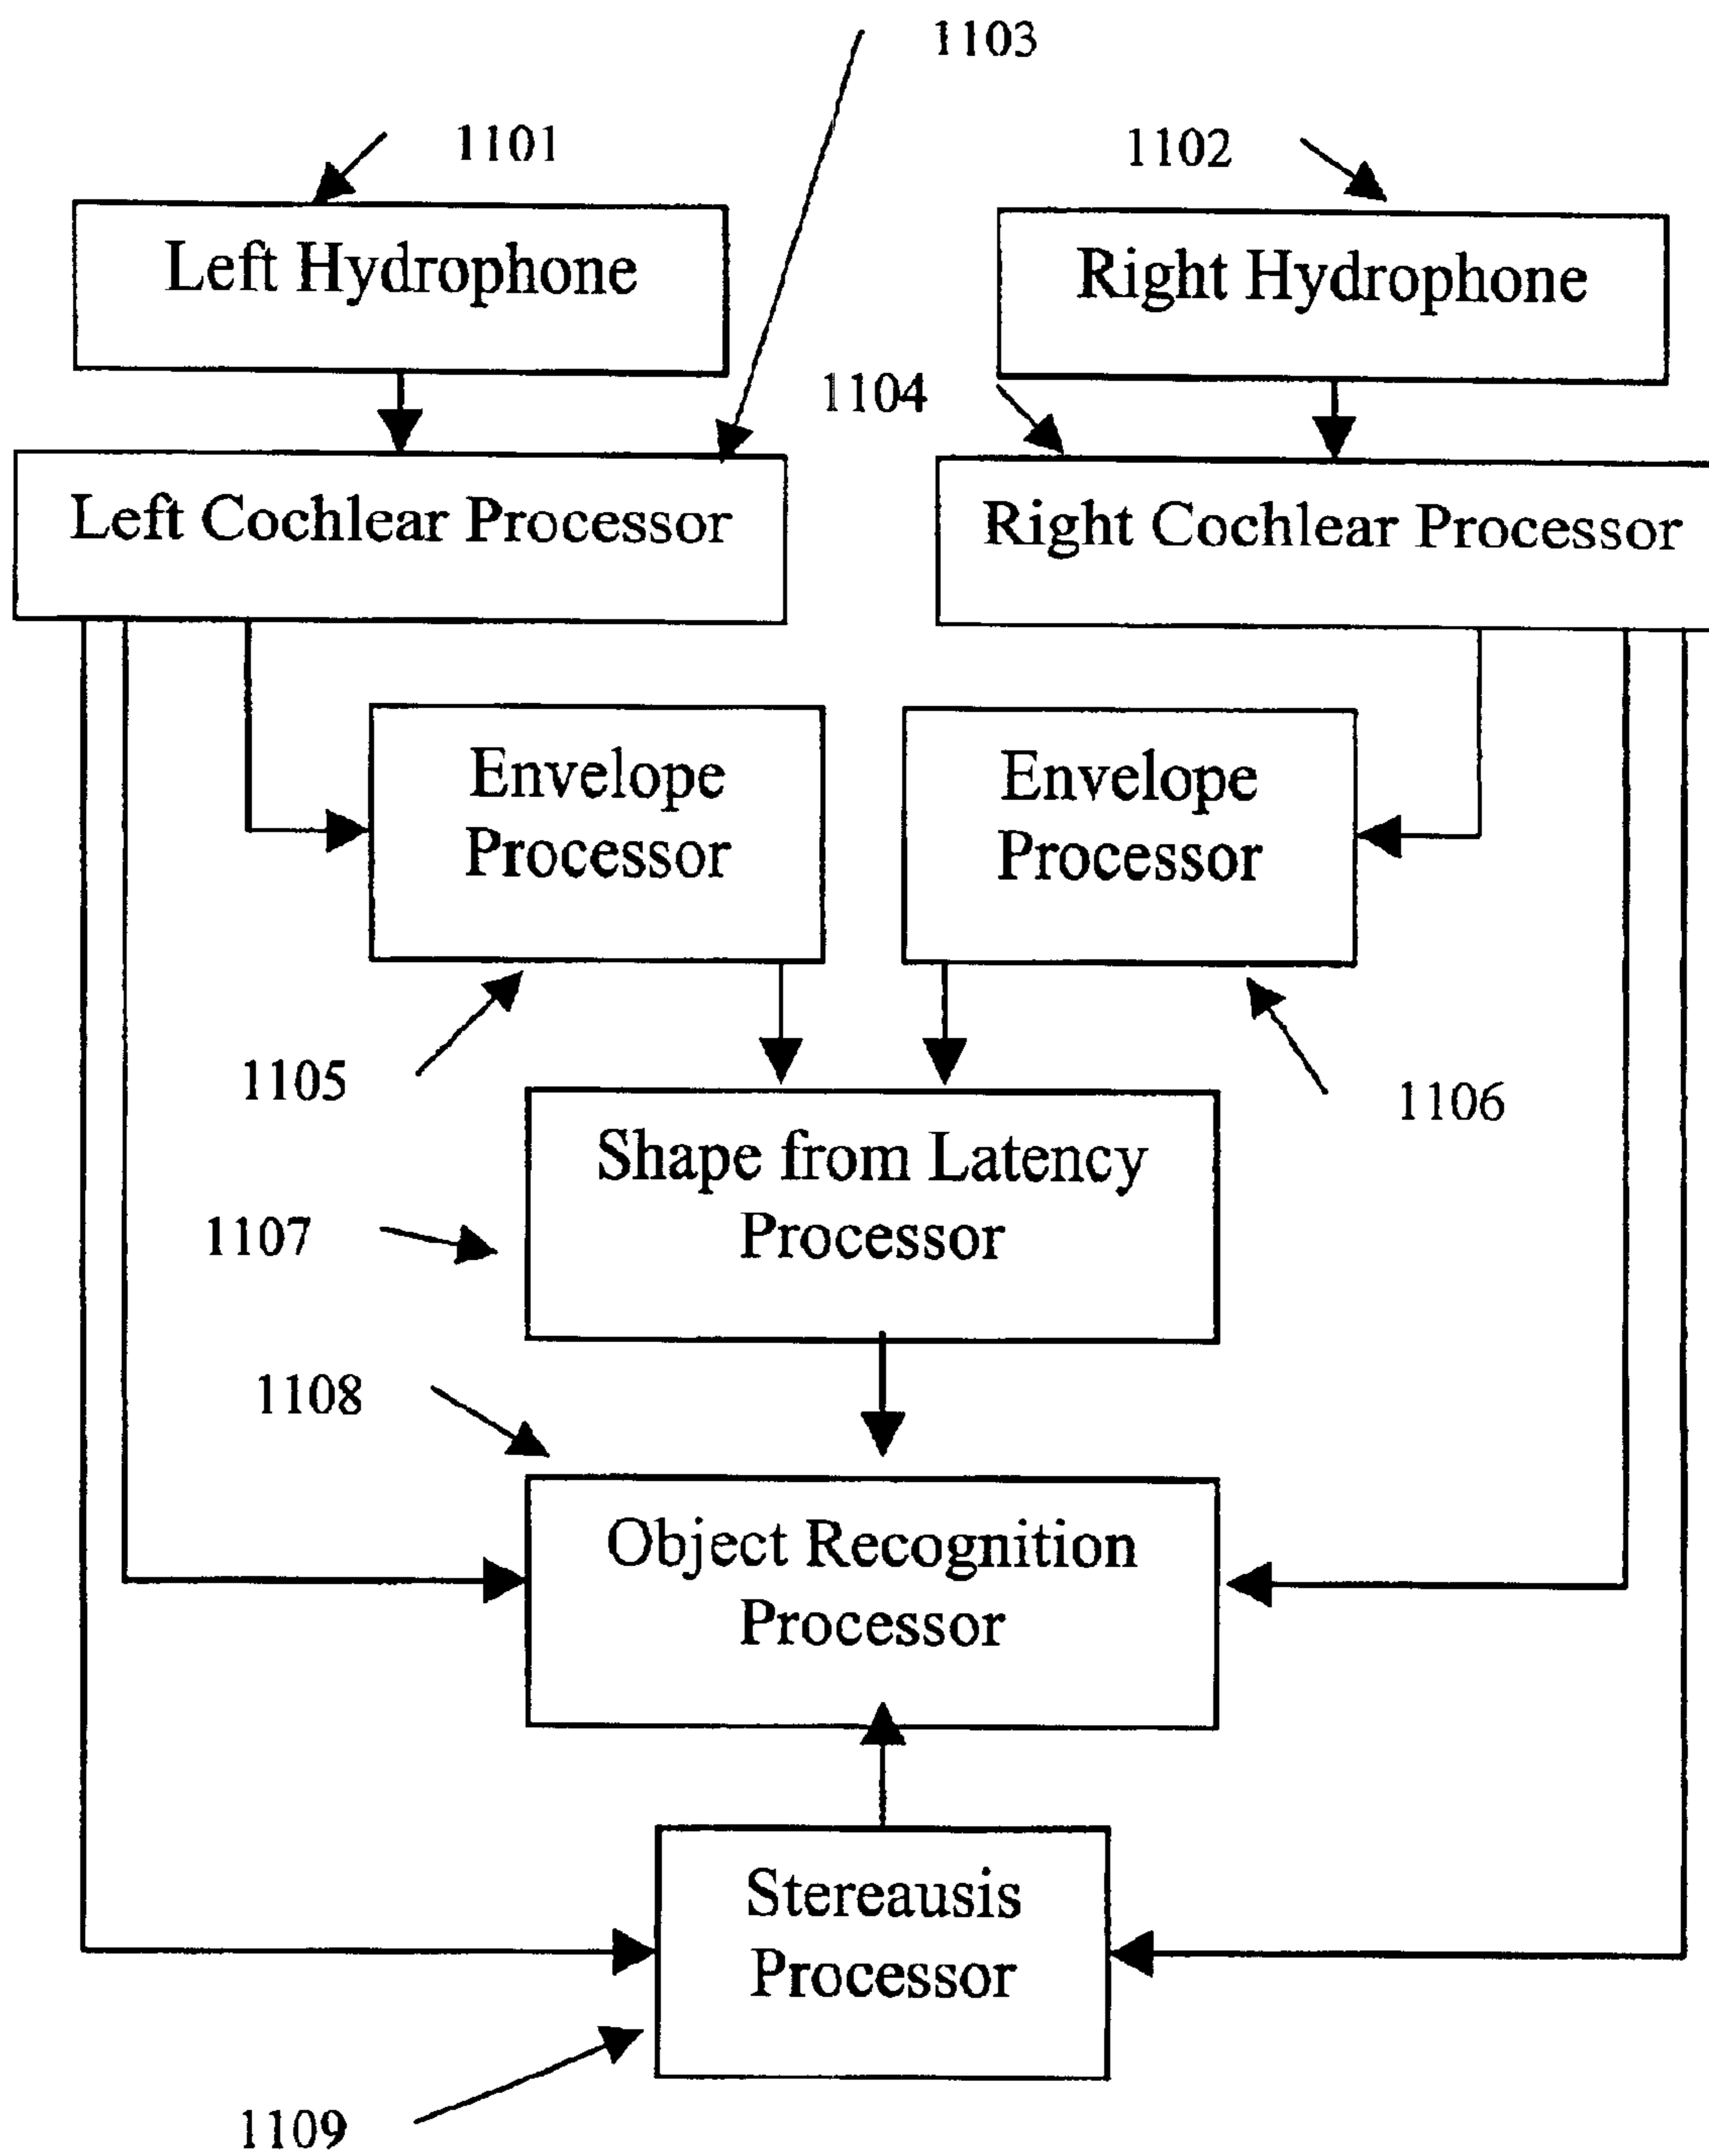 1103
1101
1102
Left Hydrophone
Right Hydrophone
1104
Left Cochlear Processor
Right Cochlear Processor
Envelope
Processor
Envelope
Processor
1105
1106
Shape from Latency
Processor
1107
1108
Object Recognition
Processor
Stereausis
Processor
1109